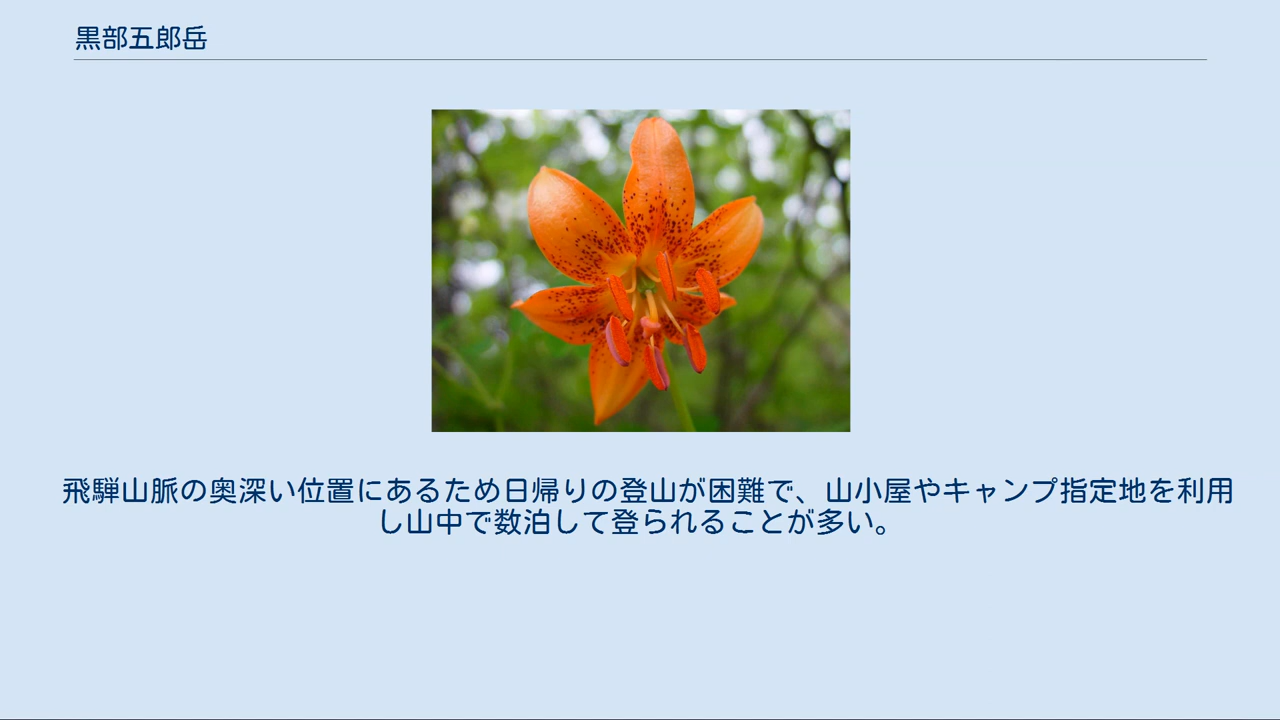 黒部五郎岳
飛騨山脈の奥深い位置にあるため日帰りの登山が困難で、山小屋やキャンプ指定地を利用
し山中で数泊して登られることが多い。